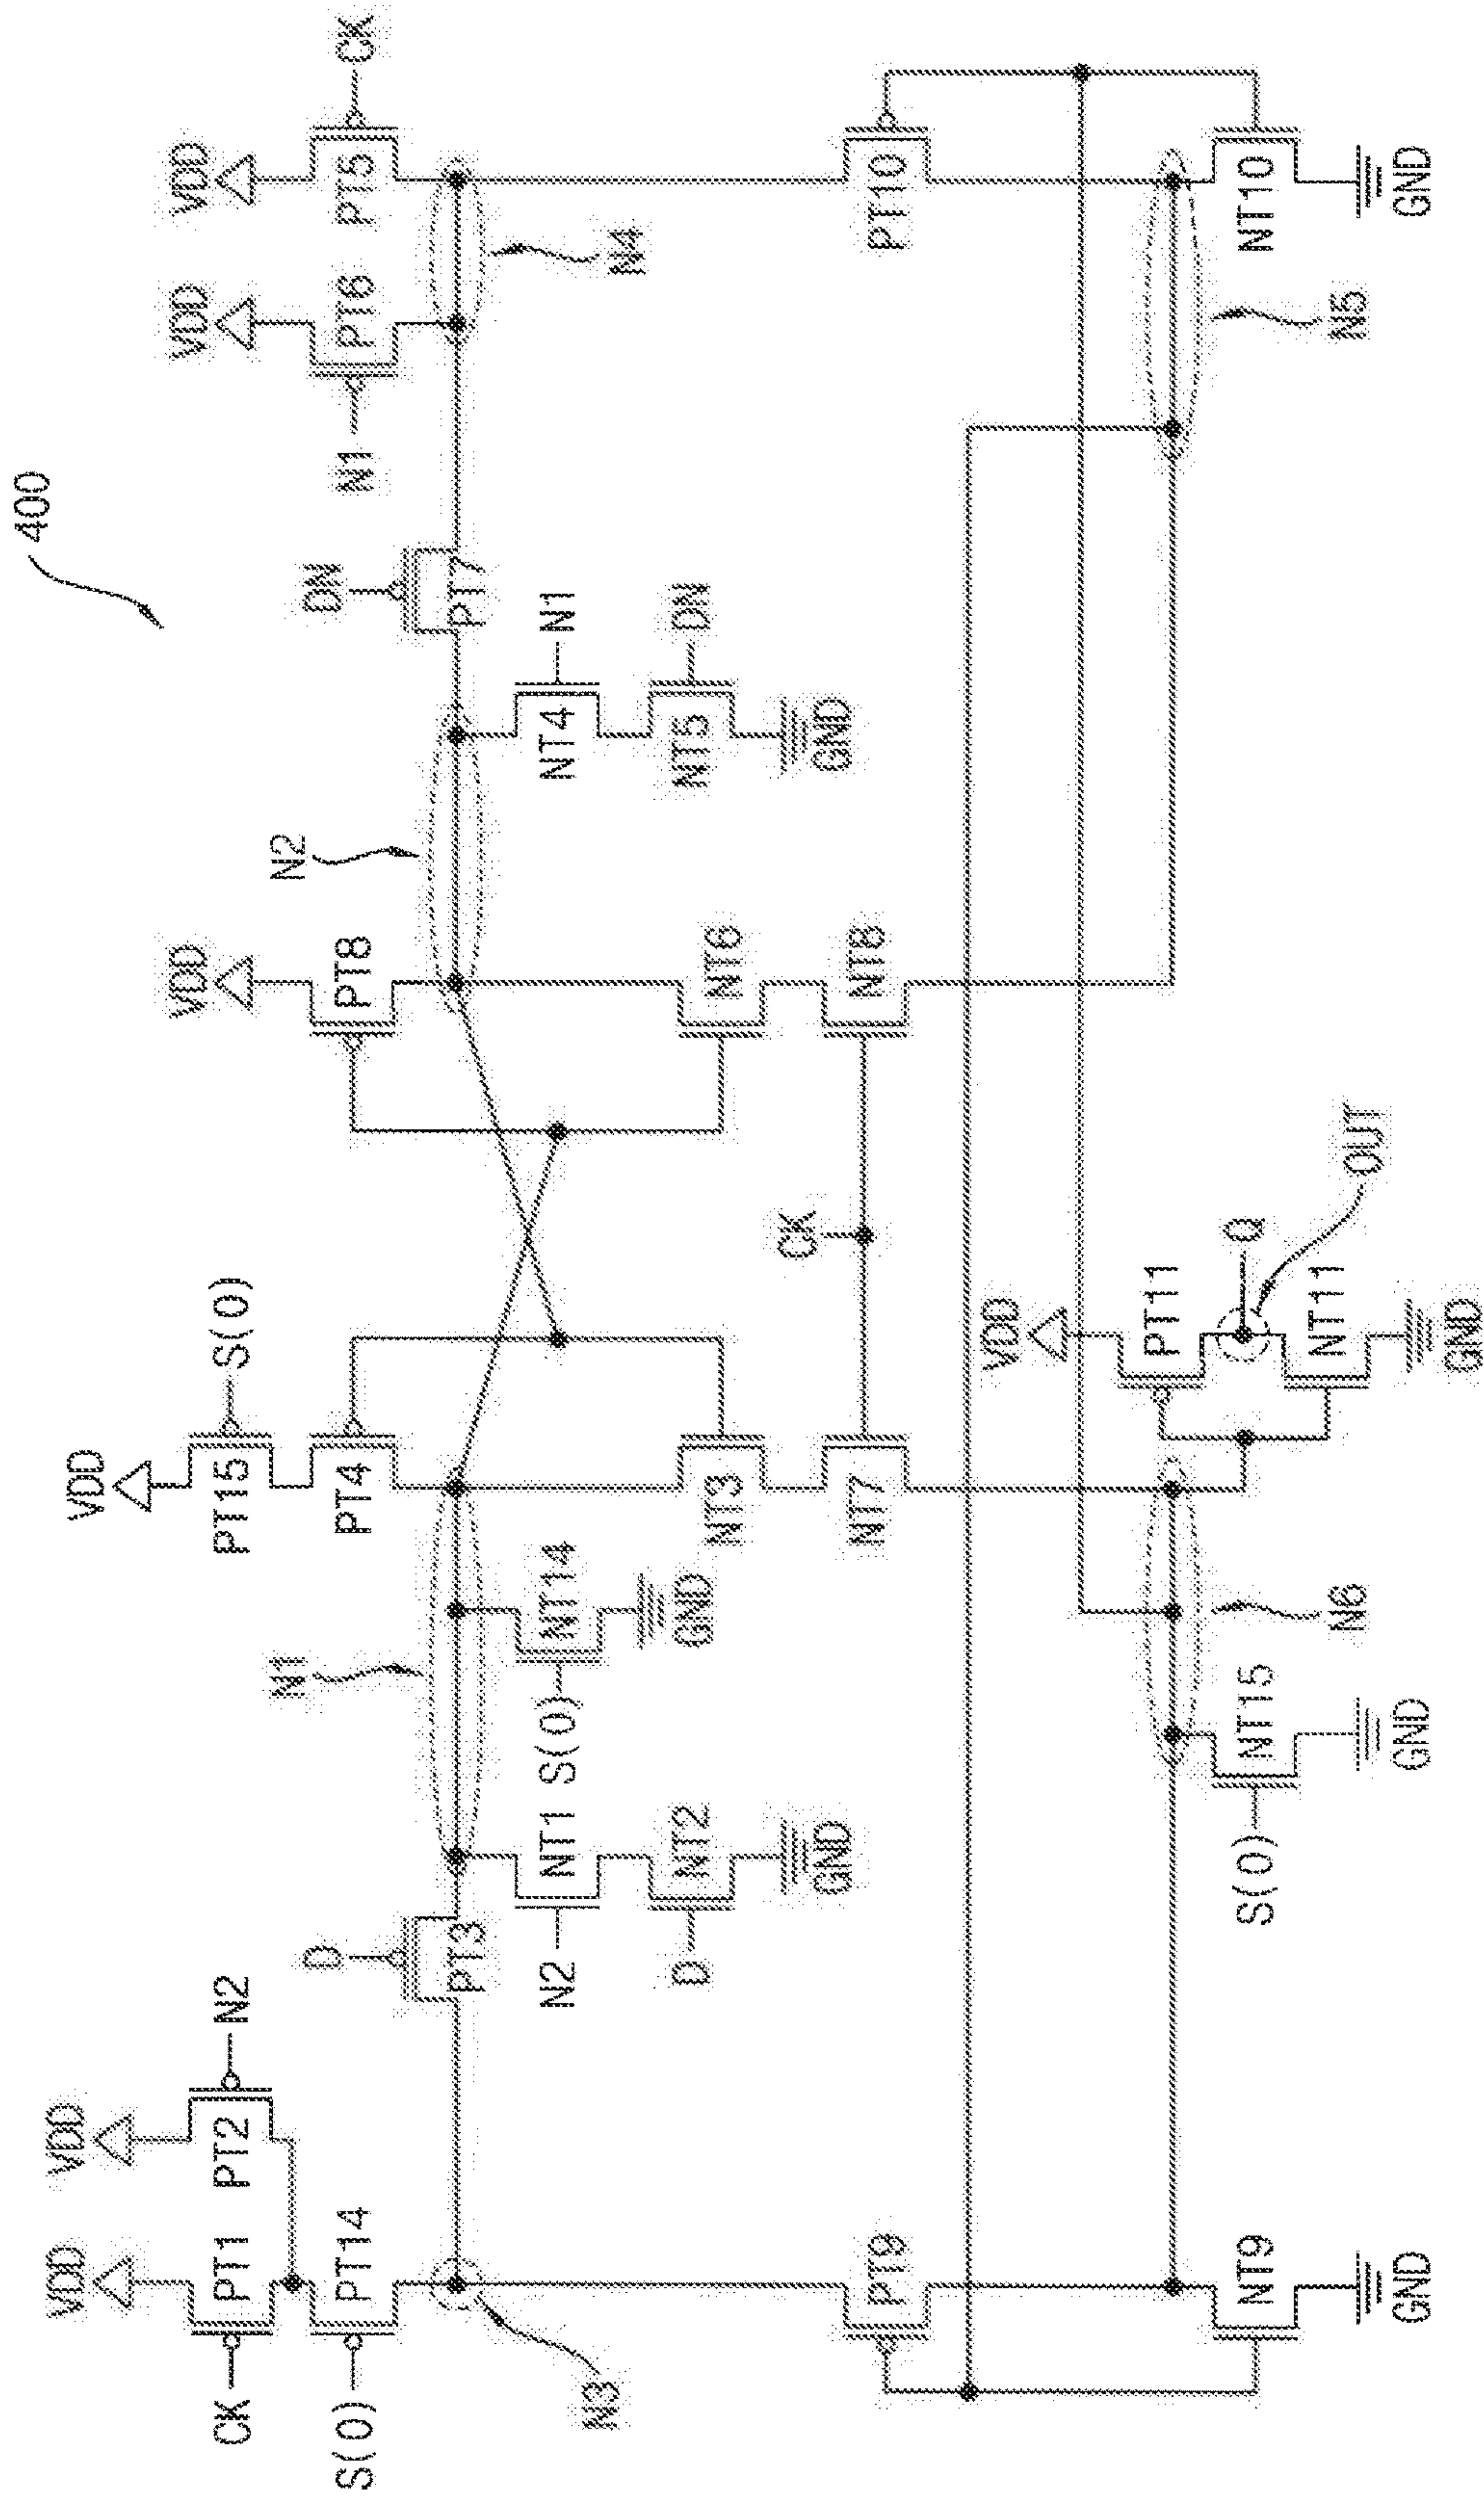 400
VDD
VDD
VDD
VDD
VDD
VDD
CK
PT1
PT2
N2
PT15
S(0)
S(0)
PT14
D
PT4
PT8
DN
N1
PT6
PT5
CK
N3
PT3
N1
N2
PT7
N4
N2
NT1
S(0)
NT14
NT4
N1
D
NT2
GND
NT5
DN
GND
GND
NT3
NT6
CK
PT9
NT7
NT8
PT10
VDD
PT11
N6
N5
S(0)
NT15
Q
NT9
NT11
OUT
NT10
GND
GND
GND
GND